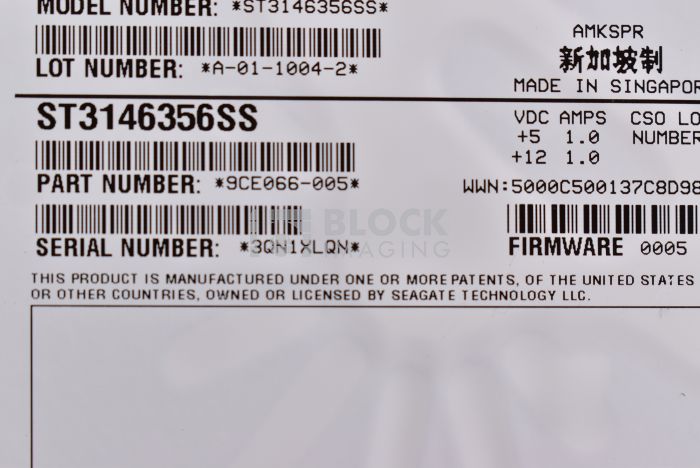 MODEL NUMBER: *ST3146356SS*
LOT NUMBER: *A-01-1004-2*
AMKSPR
新加坡制
MADE IN SINGAPOR
ST3146356SS
VDC AMPS CSO LO
+5 1.0 NUMBER
+12 1.0
PART NUMBER: *9CE066-005*
WWN:5000C500137C8D98
BLOCK
IMAGING
SERIAL NUMBER: *3QN1XLQN*
FIRMWARE 0005
THIS PRODUCT IS MANUFACTURED UNDER ONE OR MORE PATENTS, OF THE UNITED STATES
OR OTHER COUNTRIES, OWNED OR LICENSED BY SEAGATE TECHNOLOGY LLC.